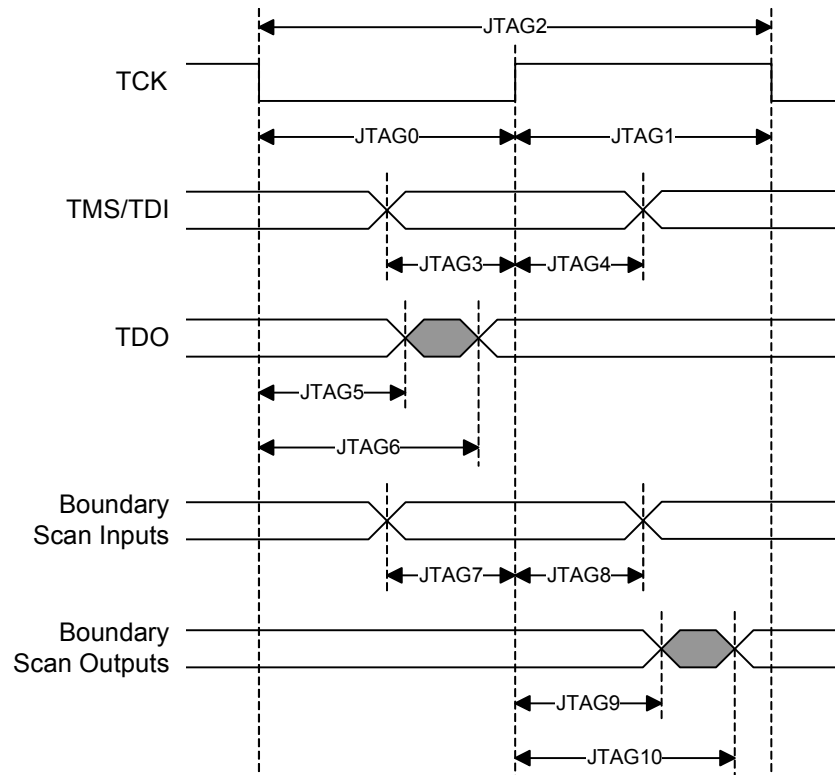 JTAG2
TCK
JTAG0
JTAG1
TMS/TDI
JTAG3
JTAG4
TDO
JTAG5
JTAG6
Boundary
Scan Inputs
JTAG7
JTAG8
Boundary
Scan Outputs
JTAG9
JTAG10